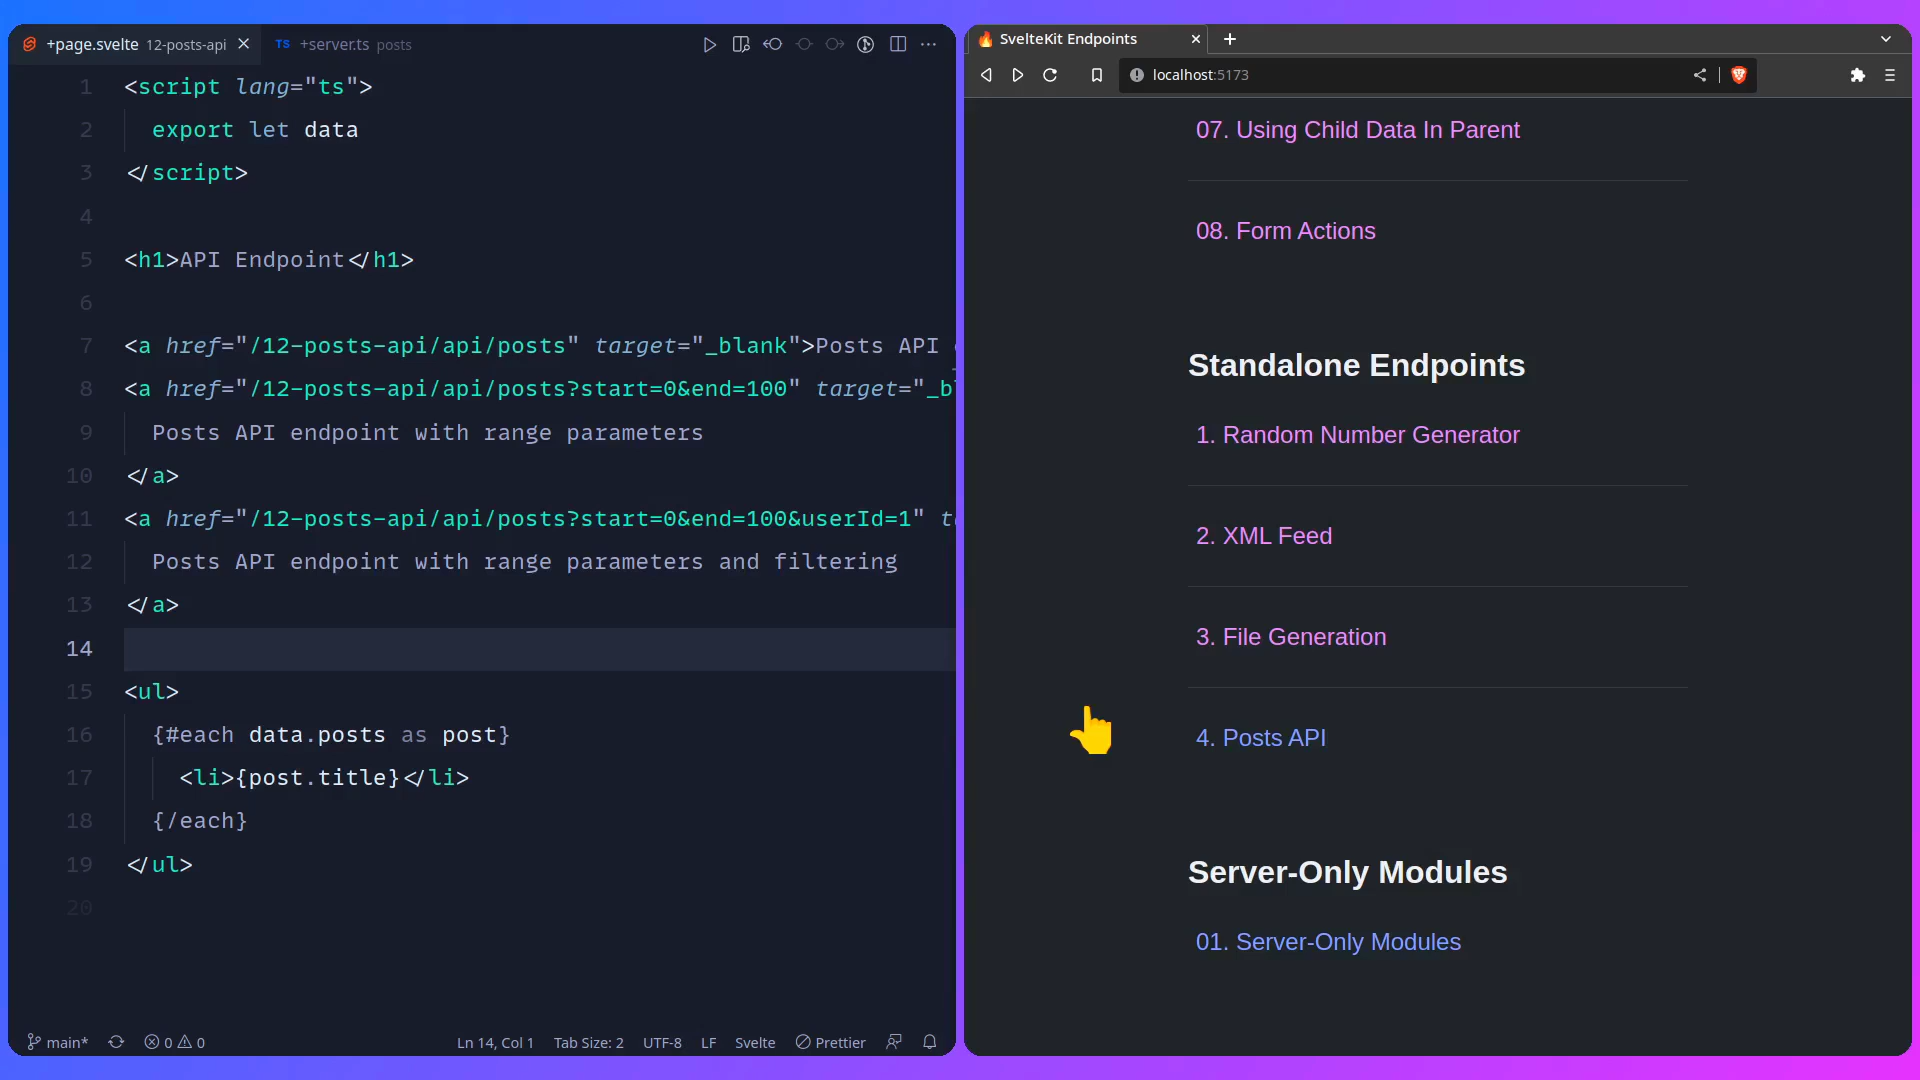 +page.svelte 12-posts-api
TS +server.ts posts
1 <script lang="ts">
2 export let data
3 </script>
4
5 <h1>API Endpoint</h1>
6
7 <a href="/12-posts-api/api/posts" target="_blank">Posts API
8 <a href="/12-posts-api/api/posts?start=0&end=100" target="_b
9 Posts API endpoint with range parameters
10 </a>
11 <a href="/12-posts-api/api/posts?start=0&end=100&userId=1"
12 Posts API endpoint with range parameters and filtering
13 </a>
14
15 <ul>
16 {#each data.posts as post}
17 <li>{post.title}</li>
18 {/each}
19 </ul>
20
main* 0 0 Ln 14, Col 1 Tab Size: 2 UTF-8 LF Svelte Prettier
SvelteKit Endpoints
localhost:5173
07. Using Child Data In Parent
08. Form Actions
Standalone Endpoints
1. Random Number Generator
2. XML Feed
3. File Generation
4. Posts API
Server-Only Modules
01. Server-Only Modules